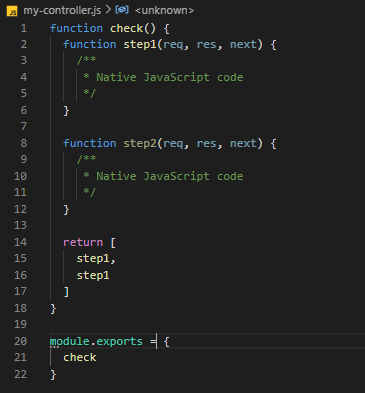 JS my-controller.js > <unknown>
1 function check() {
2   function step1(req, res, next) {
3     /**
4      * Native JavaScript code
5      */
6   }
7
8   function step2(req, res, next) {
9     /**
10      * Native JavaScript code
11      */
12   }
13
14   return [
15     step1,
16     step1
17   ]
18 }
19
20 module.exports = {
21   check
22 }